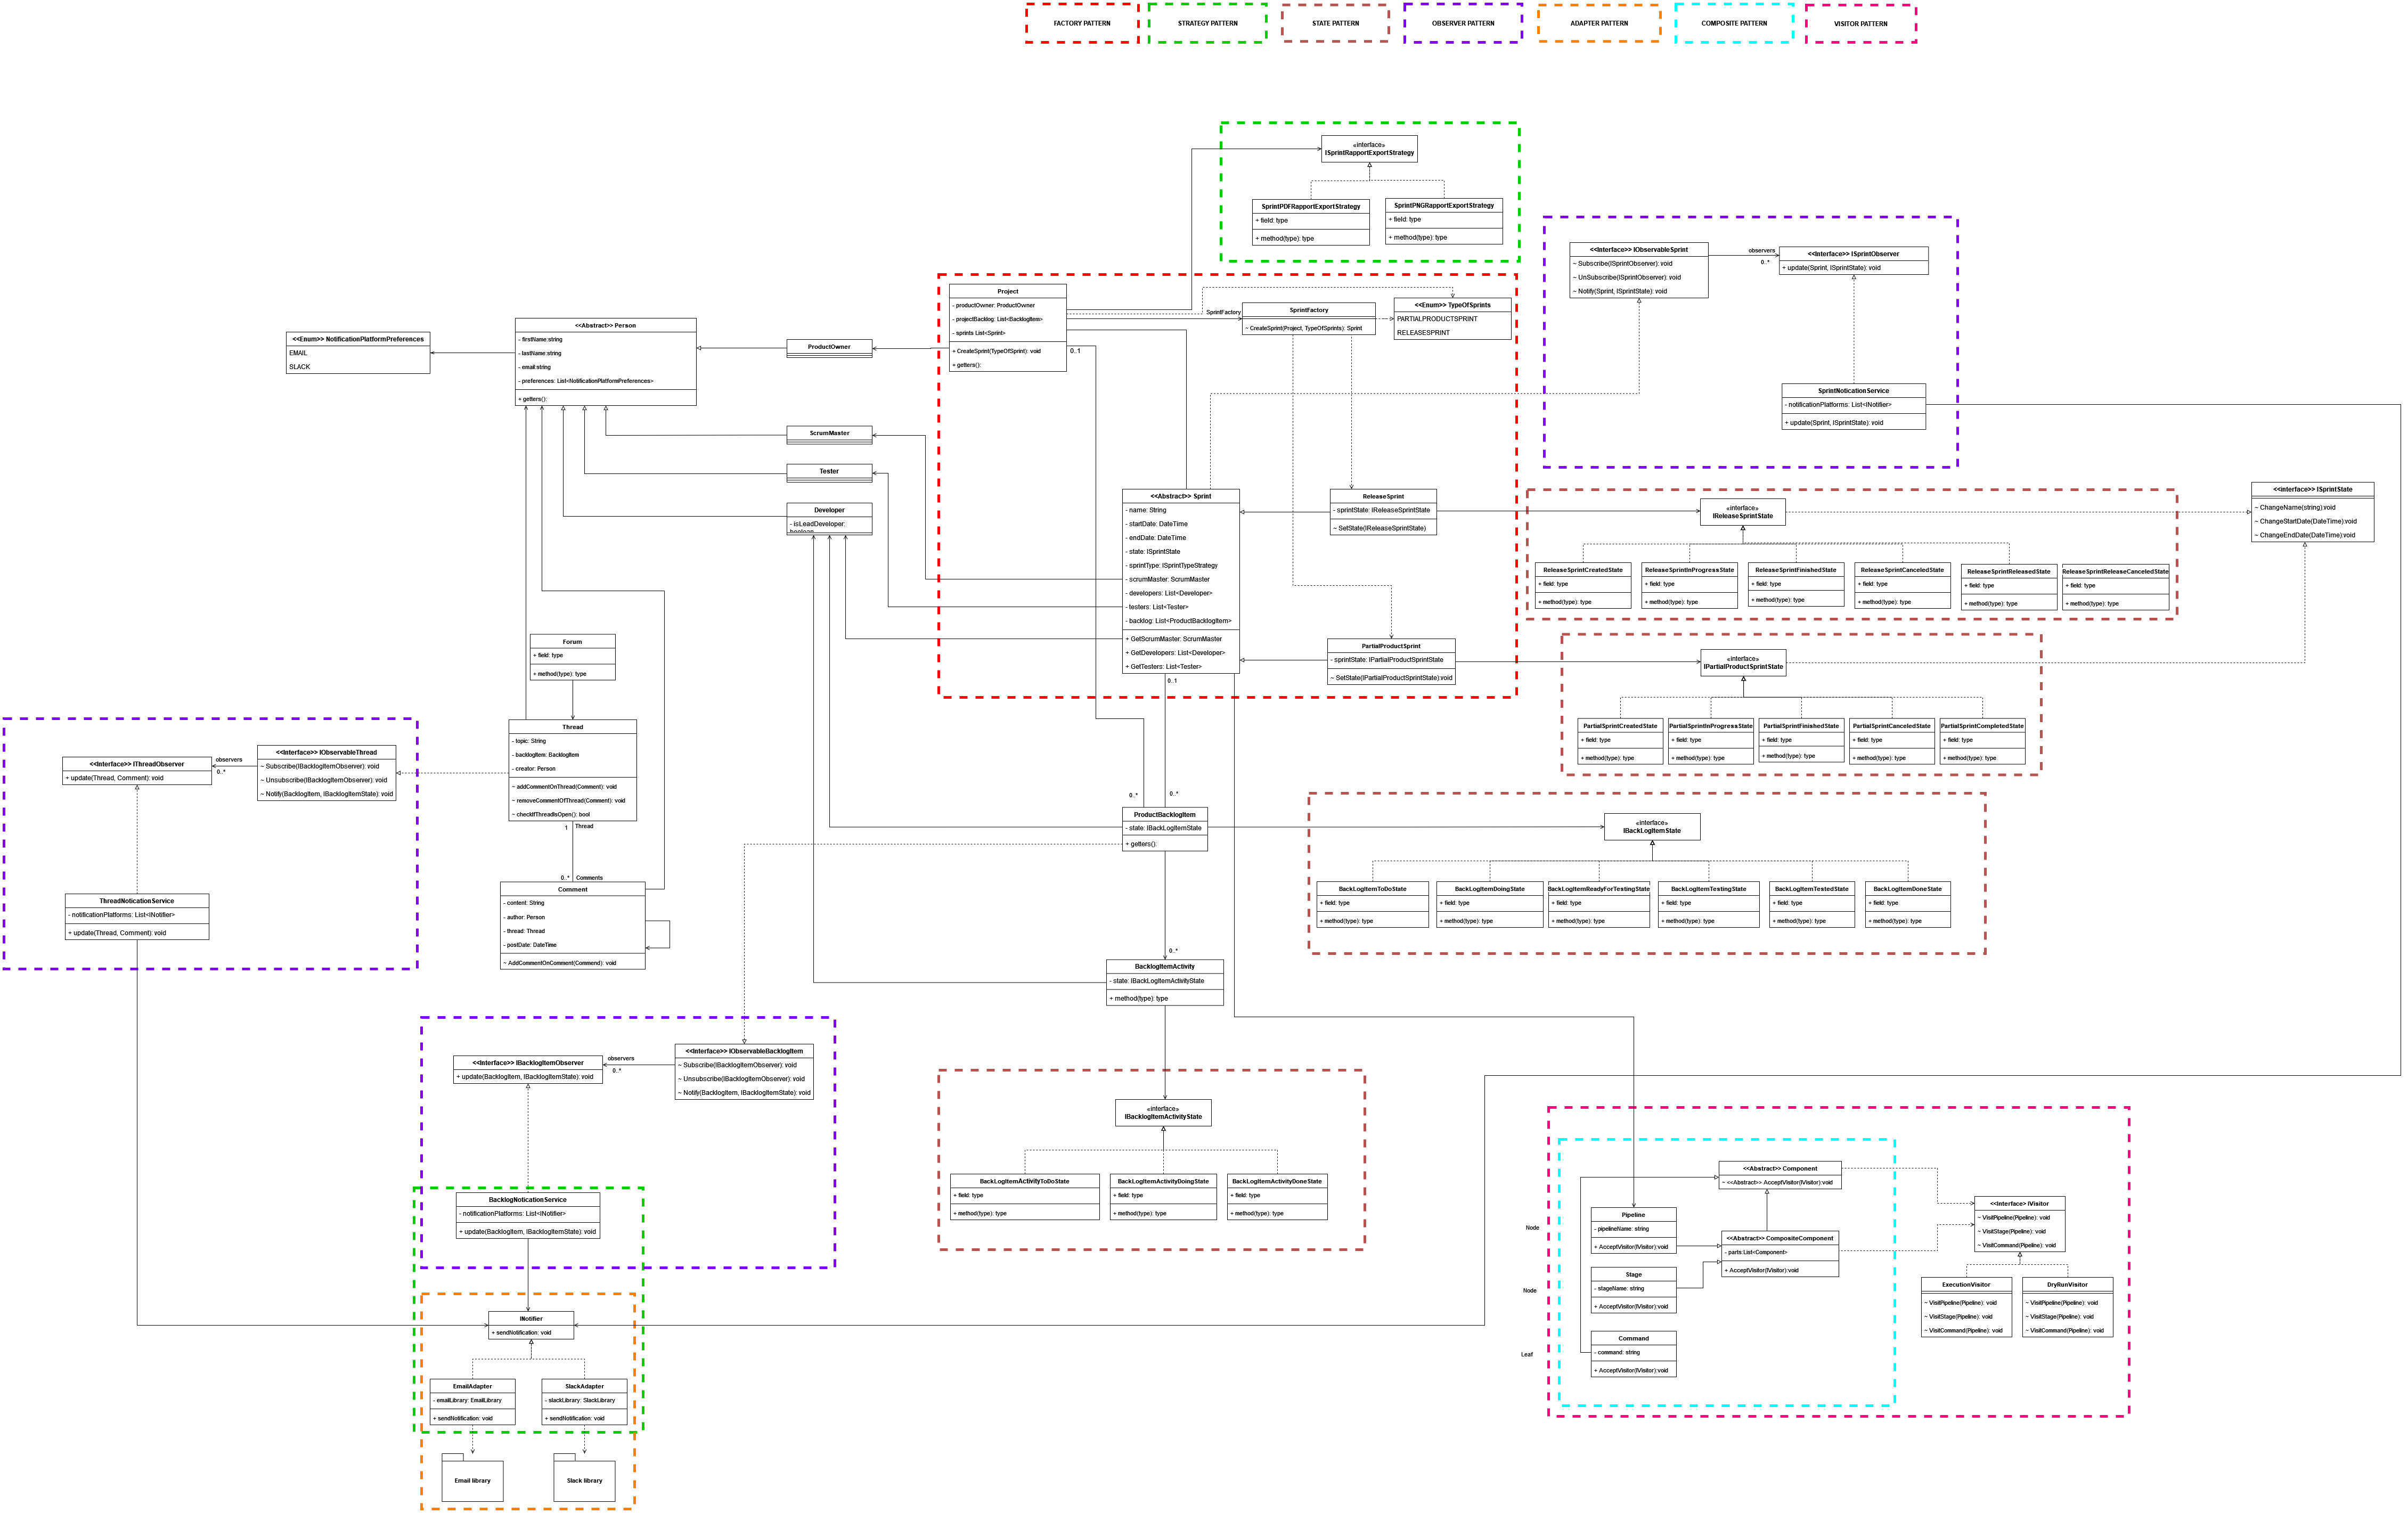 FACTORY PATTERN
STRATEGY PATTERN
STATE PATTERN
OBSERVER PATTERN
ADAPTER PATTERN
COMPOSITE PATTERN
VISITOR PATTERN
«interface»
ISprintRapportExportStrategy
SprintPDFRapportExportStrategy
+ field: type
+ method(type): type
SprintPNGRapportExportStrategy
+ field: type
+ method(type): type
<<Interface>> IObservableSprint
~ Subscribe(ISprintObserver): void
~ UnSubscribe(ISprintObserver): void
~ Notify(Sprint, ISprintState): void
observers
0..*
<<Interface>> ISprintObserver
+ update(Sprint, ISprintState): void
SprintNoticationService
- notificationPlatforms: List<INotifier>
+ update(Sprint, ISprintState): void
Project
- productOwner: ProductOwner
- projectBacklog: List<BacklogItem>
- sprints List<Sprint>
+ CreateSprint(TypeOfSprint): void
+ getters():
0..1
SprintFactory
SprintFactory
~ CreateSprint(Project, TypeOfSprints): Sprint
<<Enum>> TypeOfSprints
PARTIALPRODUCTSPRINT
RELEASESPRINT
<<Enum>> NotificationPlatformPreferences
EMAIL
SLACK
<<Abstract>> Person
- firstName:string
- lastName:string
- email:string
- preferences: List<NotificationPlatformPreferences>
+ getters():
ProductOwner
ScrumMaster
Tester
Developer
- isLeadDeveloper:
boolean
<<Abstract>> Sprint
- name: String
- startDate: DateTime
- endDate: DateTime
- state: ISprintState
- sprintType: ISprintTypeStrategy
- scrumMaster: ScrumMaster
- developers: List<Developer>
- testers: List<Tester>
- backlog: List<ProductBacklogItem>
+ GetScrumMaster: ScrumMaster
+ GetDevelopers: List<Developer>
+ GetTesters: List<Tester>
0..1
ReleaseSprint
- sprintState: IReleaseSprintState
~ SetState(IReleaseSprintState)
PartialProductSprint
- sprintState: IPartialProductSprintState
~ SetState(IPartialProductSprintState):void
«interface»
IReleaseSprintState
ReleaseSprintCreatedState
+ field: type
+ method(type): type
ReleaseSprintInProgressState
+ field: type
+ method(type): type
ReleaseSprintFinishedState
+ field: type
+ method(type): type
ReleaseSprintCanceledState
+ field: type
+ method(type): type
ReleaseSprintReleasedState
+ field: type
+ method(type): type
ReleaseSprintReleaseCanceledState
+ field: type
+ method(type): type
<<interface>> ISprintState
~ ChangeName(string):void
~ ChangeStartDate(DateTime):void
~ ChangeEndDate(DateTime):void
«interface»
IPartialProductSprintState
PartialSprintCreatedState
+ field: type
+ method(type): type
PartialSprintInProgressState
+ field: type
+ method(type): type
PartialSprintFinishedState
+ field: type
+ method(type): type
PartialSprintCanceledState
+ field: type
+ method(type): type
PartialSprintCompletedState
+ field: type
+ method(type): type
Forum
+ field: type
+ method(type): type
Thread
- topic: String
- backlogItem: BacklogItem
- creator: Person
~ addCommentOnThread(Comment): void
~ removeCommentOfThread(Comment): void
~ checkIfThreadIsOpen(): bool
1
Thread
0..*
Comments
Comment
- content: String
- author: Person
- thread: Thread
- postDate: DateTime
~ AddCommentOnComment(Commend): void
<<Interface>> IThreadObserver
+ update(Thread, Comment): void
observers
0..*
<<Interface>> IObservableThread
~ Subscribe(IBacklogItemObserver): void
~ Unsubscribe(IBacklogItemObserver): void
~ Notify(BacklogItem, IBacklogItemState): void
ThreadNotificationService
- notificationPlatforms: List<INotifier>
+ update(Thread, Comment): void
0..*
0..*
ProductBacklogItem
- state: IBackLogItemState
+ getters():
0..*
«interface»
IBackLogItemState
BackLogItemToDoState
+ field: type
+ method(type): type
BackLogItemDoingState
+ field: type
+ method(type): type
BackLogItemReadyForTestingState
+ field: type
+ method(type): type
BackLogItemTestingState
+ field: type
+ method(type): type
BackLogItemTestedState
+ field: type
+ method(type): type
BackLogItemDoneState
+ field: type
+ method(type): type
BacklogItemActivity
- state: IBackLogItemActivityState
+ method(type): type
<<Interface>> IBacklogItemObserver
+ update(BacklogItem, IBacklogItemState): void
observers
0..*
<<Interface>> IObservableBacklogItem
~ Subscribe(IBacklogItemObserver): void
~ Unsubscribe(IBacklogItemObserver): void
~ Notify(BacklogItem, IBacklogItemState): void
BacklogNoticationService
- notificationPlatforms: List<INotifier>
+ update(BacklogItem, IBacklogItemState): void
«interface»
IBacklogItemActivityState
BackLogItemActivityToDoState
+ field: type
+ method(type): type
BackLogItemActivityDoingState
+ field: type
+ method(type): type
BackLogItemActivityDoneState
+ field: type
+ method(type): type
INotifier
+ sendNotification: void
EmailAdapter
- emailLibrary: EmailLibrary
+ sendNotification: void
SlackAdapter
- slackLibrary: SlackLibrary
+ sendNotification: void
Email library
Slack library
<<Abstract>> Component
~ <<Abstract>> AcceptVisitor(IVisitor):void
Node
Pipeline
- pipelineName: string
+ AcceptVisitor(IVisitor):void
<<Abstract>> CompositeComponent
- parts:List<Component>
+ AcceptVisitor(IVisitor):void
Node
Stage
- stageName: string
+ AcceptVisitor(IVisitor):void
Leaf
Command
- command: string
+ AcceptVisitor(IVisitor):void
<<Interface> IVisitor
~ VisitPipeline(Pipeline): void
~ VisitStage(Pipeline): void
~ VisitCommand(Pipeline): void
ExecutionVisitor
~ VisitPipeline(Pipeline): void
~ VisitStage(Pipeline): void
~ VisitCommand(Pipeline): void
DryRunVisitor
~ VisitPipeline(Pipeline): void
~ VisitStage(Pipeline): void
~ VisitCommand(Pipeline): void